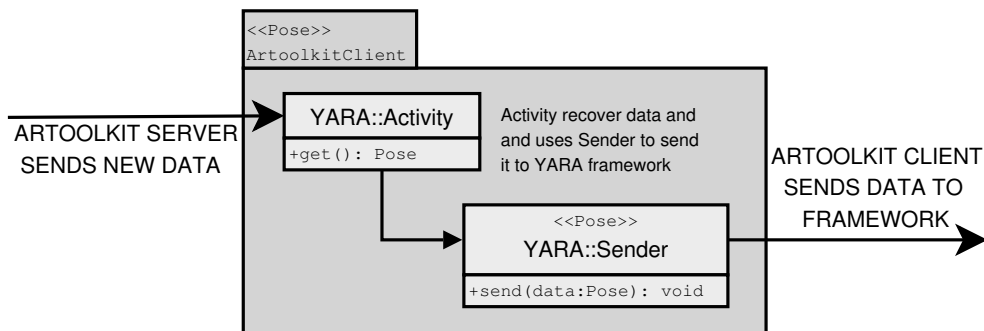 <<Pose>>
ArtoolkitClient
YARA::Activity
+get(): Pose
Activity recover data and
and uses Sender to send
it to YARA framework
ARTOOLKIT SERVER
SENDS NEW DATA
<<Pose>>
YARA::Sender
+send(data:Pose): void
ARTOOLKIT CLIENT
SENDS DATA TO
FRAMEWORK